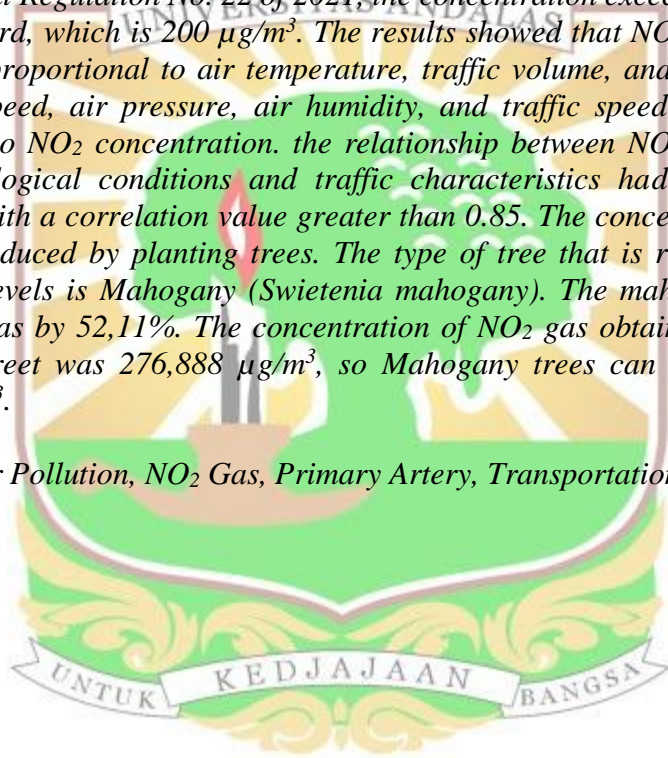 Regulation No. 22 of 2021, the concentration excee
UNIVERSITAS ANDALAS
rd, which is 200 µg/m³. The results showed that NO
proportional to air temperature, traffic volume, and
peed, air pressure, air humidity, and traffic speed
o NO₂ concentration. the relationship between NO
logical conditions and traffic characteristics had
ith a correlation value greater than 0.85. The conce
duced by planting trees. The type of tree that is r
evels is Mahogany (Swietenia mahogany). The mah
as by 52,11%. The concentration of NO₂ gas obtai
reet was 276,888 µg/m³, so Mahogany trees can
³.
r Pollution, NO₂ Gas, Primary Artery, Transportation
UNTUK KEDJAJAAN BANGSA